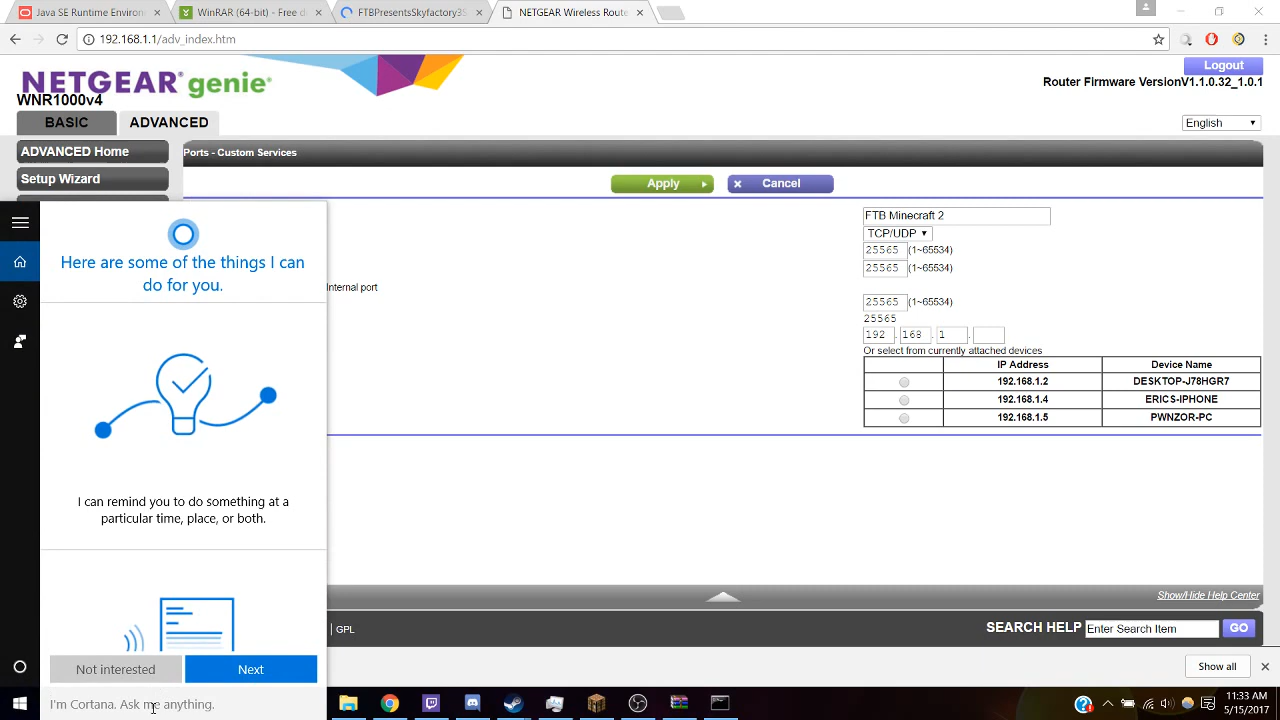 Java SE Runtime Environ
WinRAR (64-bit) - Free d
FTBPresentsSkyfactory3S
NETGEAR Wireless Route
192.168.1.1/adv_index.htm
NETGEAR® genie®
WNR1000v4
Logout
Router Firmware VersionV1.1.0.32_1.0.1
BASIC
ADVANCED
English
ADVANCED Home
Setup Wizard
Ports - Custom Services
Apply
Cancel
FTB Minecraft 2
TCP/UDP
25565 (1~65534)
25565 (1~65534)
Internal port
25565 (1~65534)
25565
192 . 168 . 1 .
Or select from currently attached devices
IP Address Device Name
192.168.1.2 DESKTOP-J78HGR7
192.168.1.4 ERICS-IPHONE
192.168.1.5 PWNZOR-PC
Here are some of the things I can
do for you.
I can remind you to do something at a
particular time, place, or both.
Not interested
Next
I'm Cortana. Ask me anything.
Show/Hide Help Center
| GPL
SEARCH HELP
Enter Search Item
GO
Show all
11:33 AM
5/15/2017